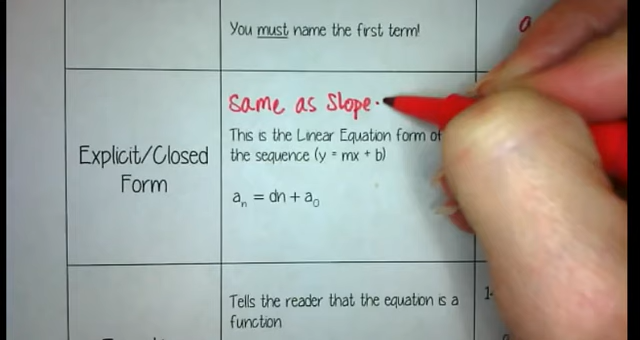 You must name the first term!
a
same as slope.
This is the Linear Equation form of
the sequence (y = mx + b)
Explicit/Closed
Form
aₙ = dn + a₀
Tells the reader that the equation is a
function